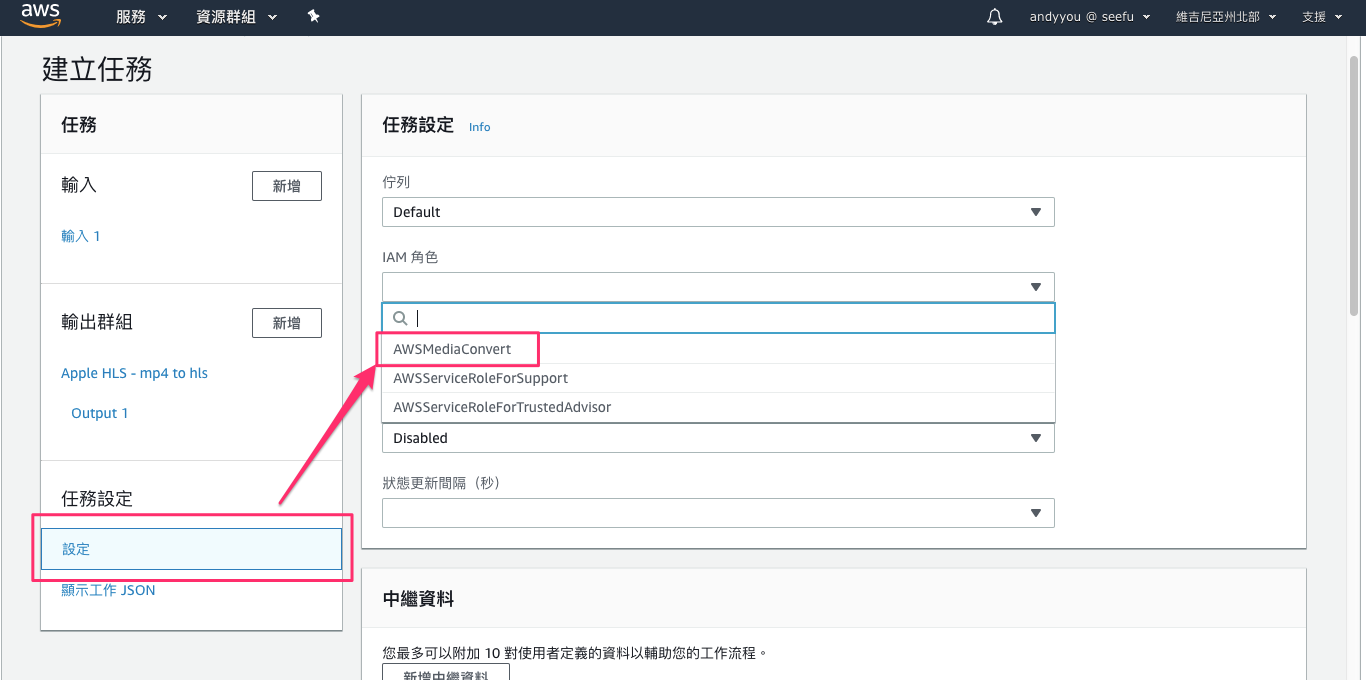 aws 服務 資源群組 andyyou @ seefu 維吉尼亞州北部 支援
建立任務
任務
輸入 新增
輸入 1
輸出群組 新增
Apple HLS - mp4 to hls
Output 1
任務設定
設定
顯示工作 JSON
任務設定 Info
佇列
Default
IAM 角色
AWSMediaConvert
AWSServiceRoleForSupport
AWSServiceRoleForTrustedAdvisor
Disabled
狀態更新間隔（秒）
中繼資料
您最多可以附加 10 對使用者定義的資料以輔助您的工作流程。
新增中繼資料